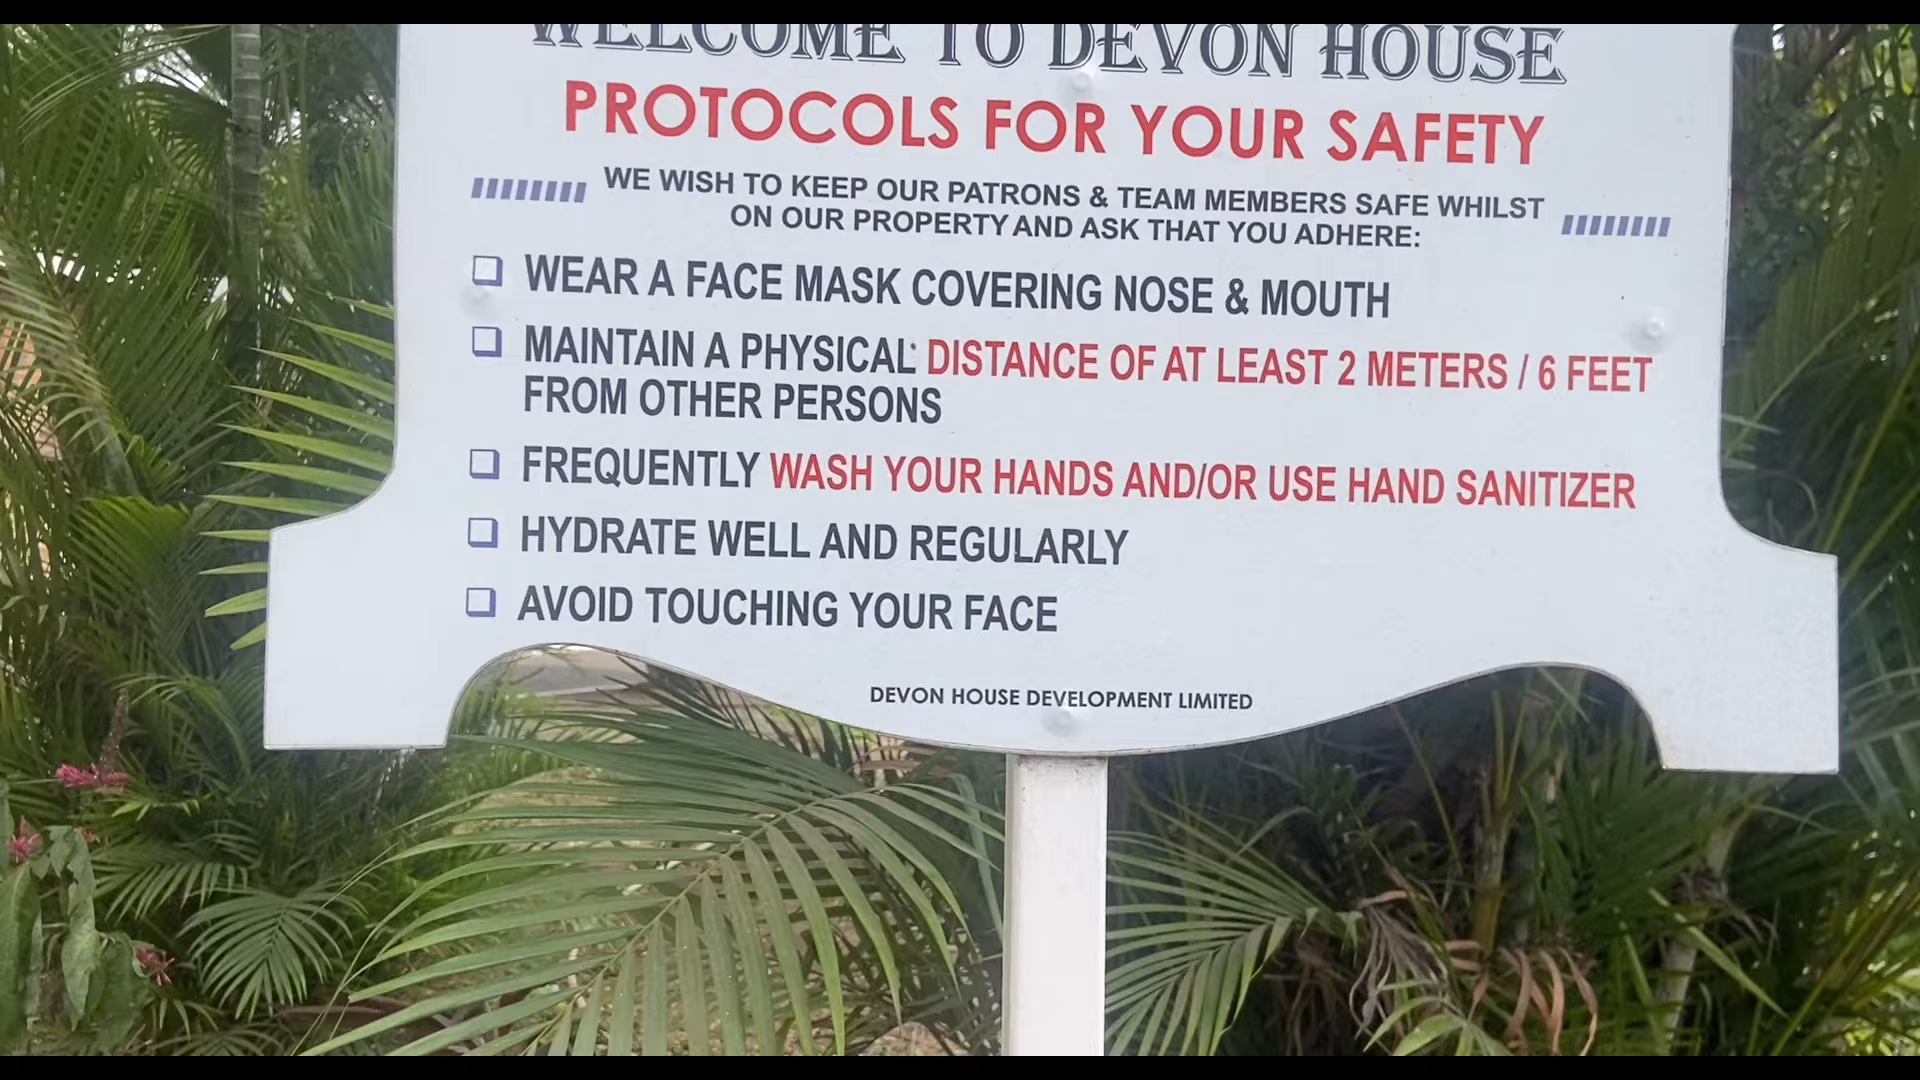 WELCOME TO DEVON HOUSE
PROTOCOLS FOR YOUR SAFETY
WE WISH TO KEEP OUR PATRONS & TEAM MEMBERS SAFE WHILST
ON OUR PROPERTY AND ASK THAT YOU ADHERE:
WEAR A FACE MASK COVERING NOSE & MOUTH
MAINTAIN A PHYSICAL DISTANCE OF AT LEAST 2 METERS / 6 FEET
FROM OTHER PERSONS
FREQUENTLY WASH YOUR HANDS AND/OR USE HAND SANITIZER
HYDRATE WELL AND REGULARLY
AVOID TOUCHING YOUR FACE
DEVON HOUSE DEVELOPMENT LIMITED